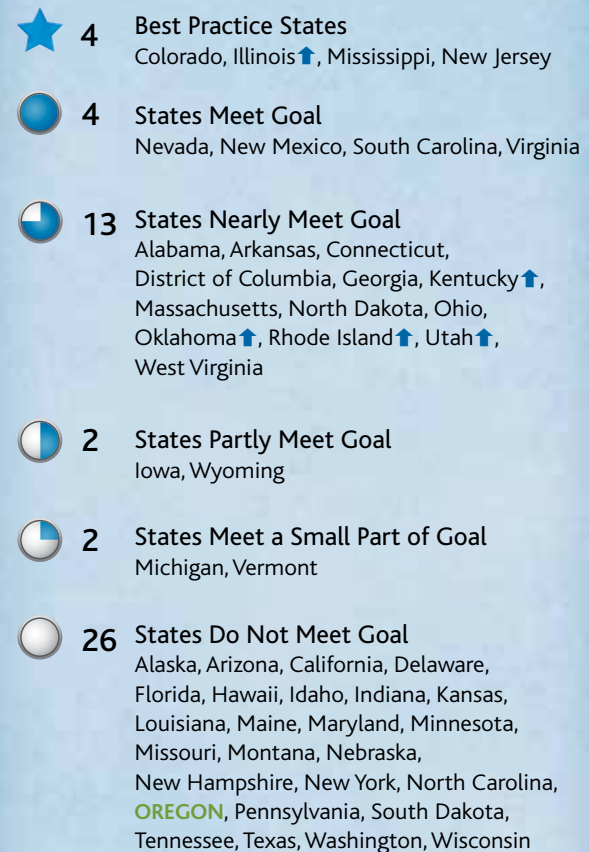 4 Best Practice States
Colorado, Illinois⬆, Mississippi, New Jersey
4 States Meet Goal
Nevada, New Mexico, South Carolina, Virginia
13 States Nearly Meet Goal
Alabama, Arkansas, Connecticut,
District of Columbia, Georgia, Kentucky⬆,
Massachusetts, North Dakota, Ohio,
Oklahoma⬆, Rhode Island⬆, Utah⬆,
West Virginia
2 States Partly Meet Goal
Iowa, Wyoming
2 States Meet a Small Part of Goal
Michigan, Vermont
26 States Do Not Meet Goal
Alaska, Arizona, California, Delaware,
Florida, Hawaii, Idaho, Indiana, Kansas,
Louisiana, Maine, Maryland, Minnesota,
Missouri, Montana, Nebraska,
New Hampshire, New York, North Carolina,
OREGON, Pennsylvania, South Dakota,
Tennessee, Texas, Washington, Wisconsin